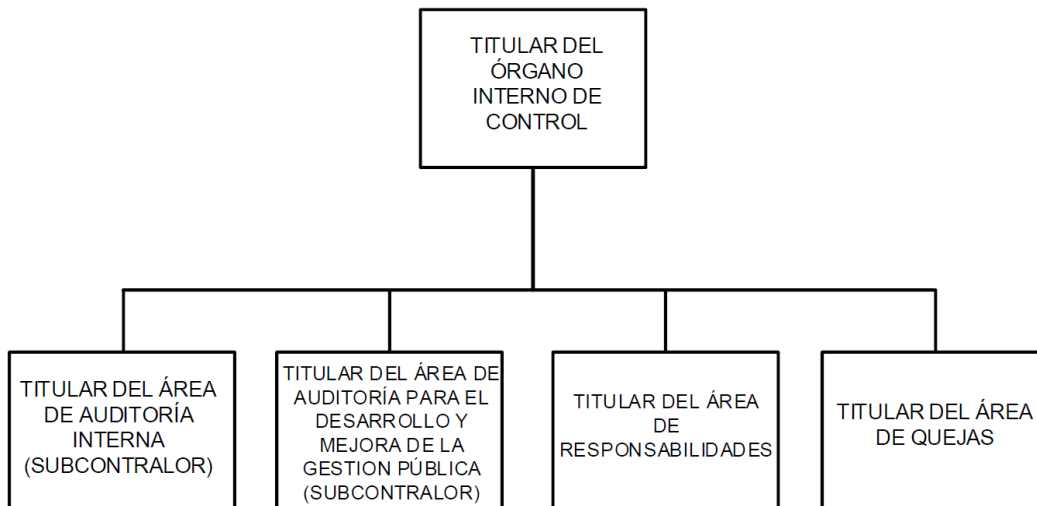 TITULAR DEL
ÓRGANO
INTERNO DE
CONTROL
TITULAR DEL ÁREA
DE AUDITORÍA
INTERNA
(SUBCONTRALOR)
TITULAR DEL ÁREA DE
AUDITORÍA PARA EL
DESARROLLO Y
MEJORA DE LA
GESTION PÚBLICA
(SUBCONTRALOR)
TITULAR DEL ÁREA
DE
RESPONSABILIDADES
TITULAR DEL ÁREA
DE QUEJAS